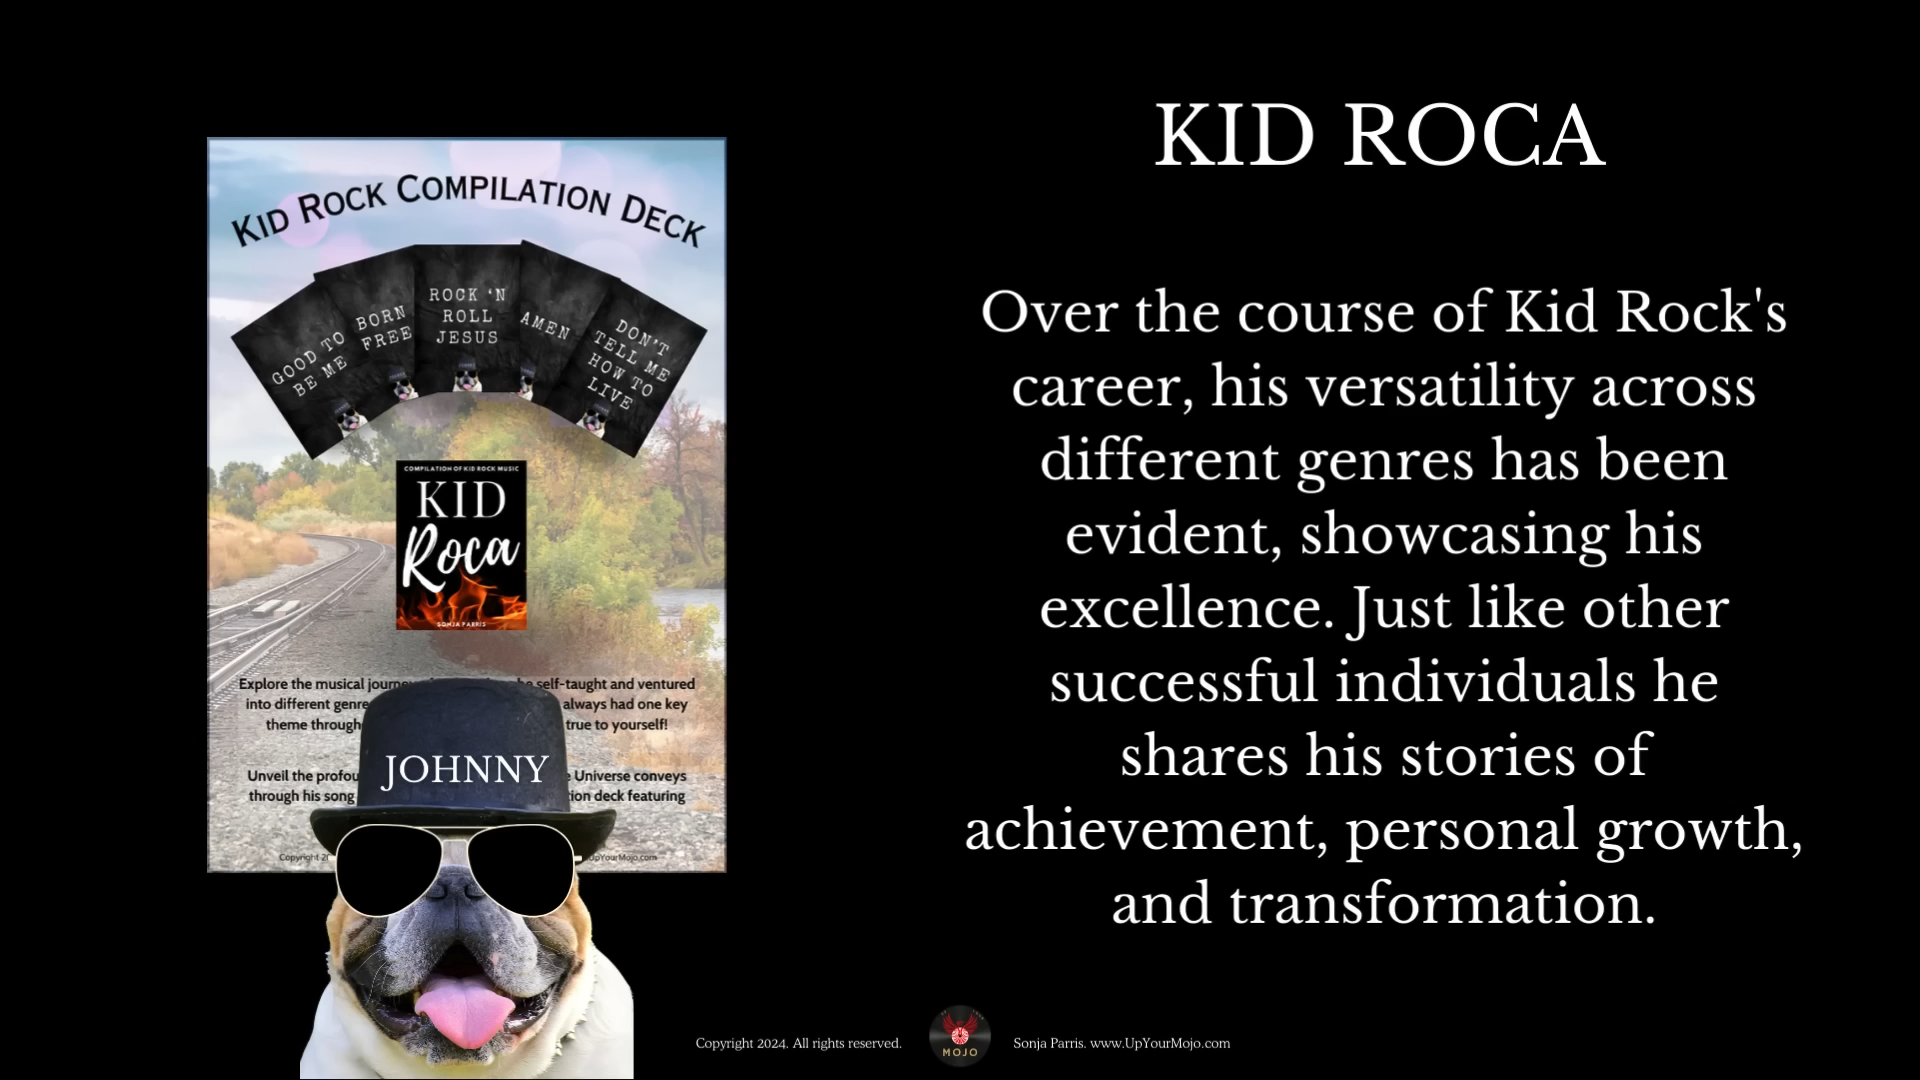 KID ROCA
Over the course of Kid Rock's
career, his versatility across
different genres has been
evident, showcasing his
excellence. Just like other
successful individuals he
shares his stories of
achievement, personal growth,
and transformation.
KID ROCK COMPILATION DECK
GOOD TO
BE ME
BORN
FREE
ROCK ‘N
ROLL
JESUS
AMEN
DON'T
TELL ME
HOW TO
LIVE
COMPILATION OF KID ROCK MUSIC
KID
Roca
SONJA PARRIS
Explore the musical self-taught and ventured
into different always had one key
theme true to yourself!
Unveil the Universe conveys
through his song deck featuring
Copyright UpYourMojo.com
JOHNNY
Copyright 2024. All rights reserved.
MOJO
Sonja Parris. www.UpYourMojo.com